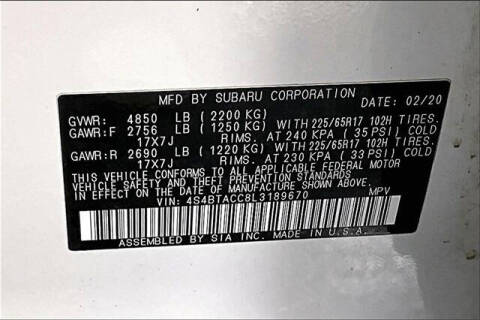 MFD BY SUBARU CORPORATION DATE: 02/20
GVWR: 4850 LB (2200 KG)
GAWR:F 2756 LB (1250 KG) WITH 225/65R17 102H TIRES.
17X7J RIMS. AT 240 KPA (35 PSI) COLD
GAWR:R 2690 LB (1220 KG) WITH 225/65R17 102H TIRES.
17X7J RIMS. AT 230 KPA (33 PSI) COLD
THIS VEHICLE CONFORMS TO ALL APPLICABLE FEDERAL MOTOR
VEHICLE SAFETY AND THEFT PREVENTION STANDARDS
IN EFFECT ON THE DATE OF MANUFACTURE SHOWN ABOVE.
VIN: 4S4BTACC8L3189670 MPV
ASSEMBLED BY SIA INC. MADE IN U.S.A.